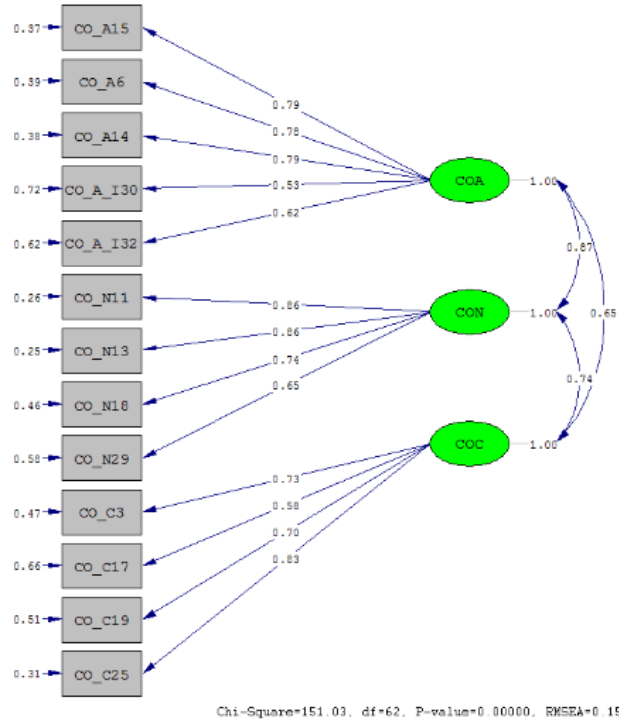 0.37 CO_A15
0.39 CO_A6
0.38 CO_A14
0.72 CO_A_I30
0.62 CO_A_I32
0.26 CO_N11
0.25 CO_N13
0.46 CO_N18
0.58 CO_N29
0.47 CO_C3
0.66 CO_C17
0.51 CO_C19
0.31 CO_C25
0.79
0.78
0.79
0.53
0.62
0.86
0.86
0.74
0.65
0.73
0.58
0.70
0.83
COA 1.00
CON 1.00
COC 1.00
0.87
0.65
0.74
Chi-Square=151.03, df=62, P-value=0.00000, RMSEA=0.15